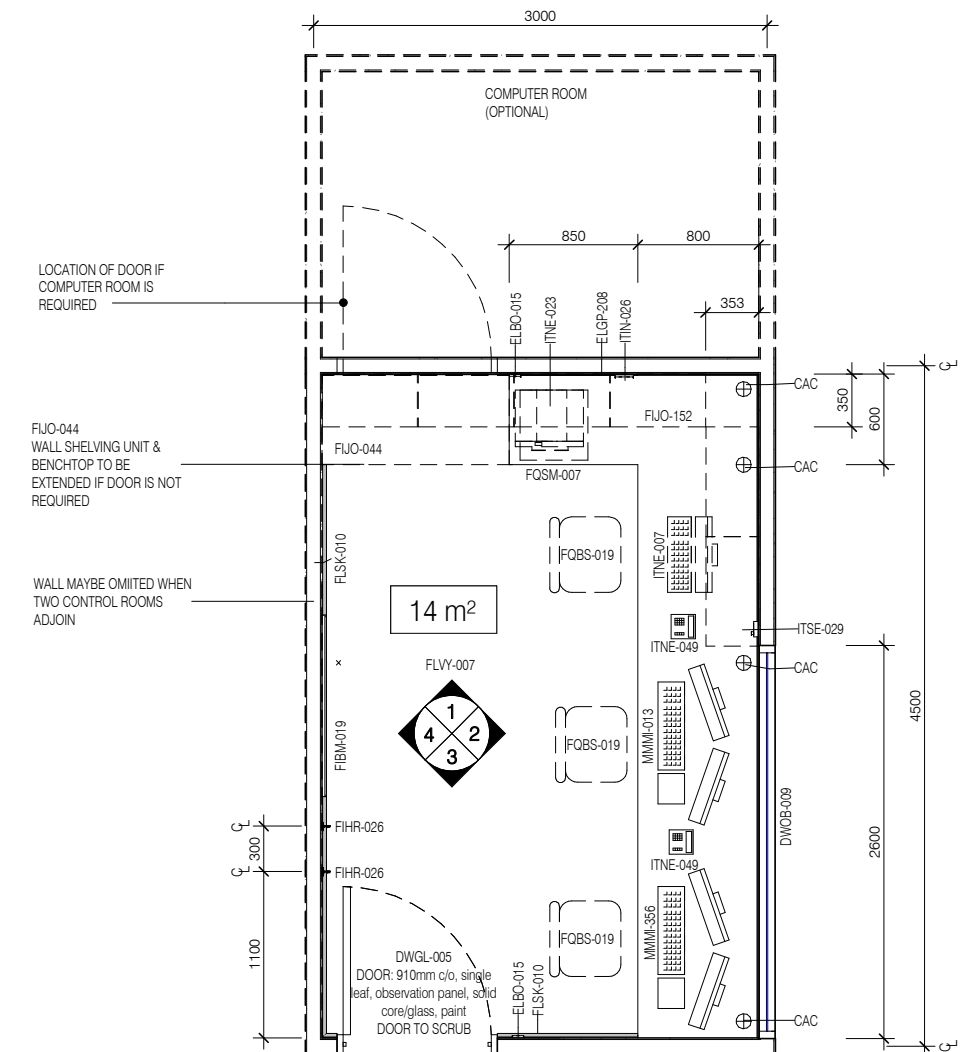 3000
COMPUTER ROOM
(OPTIONAL)
850
800
LOCATION OF DOOR IF
COMPUTER ROOM IS
REQUIRED
353
ELBO-015
ITNE-023
ELGP-208
ITIN-026
CAC
350
600
FIJO-152
FIJO-044
WALL SHELVING UNIT &
BENCHTOP TO BE
EXTENDED IF DOOR IS NOT
REQUIRED
FIJO-044
CAC
FQSM-007
FLSK-010
FQBS-019
ITNE-007
WALL MAYBE OMIITED WHEN
TWO CONTROL ROOMS
ADJOIN
14 m²
ITSE-029
ITNE-049
FLVY-007
CAC
4500
1
4
2
3
FIBM-019
FQBS-019
MMMI-013
DWOB-009
2600
CL
FIHR-026
300
ITNE-049
CL
FIHR-026
1100
FQBS-019
MMMI-356
DWGL-005
DOOR: 910mm c/o, single
leaf, observation panel, solid
core/glass, paint
DOOR TO SCRUB
ELBO-015
FLSK-010
CAC
CL
CL